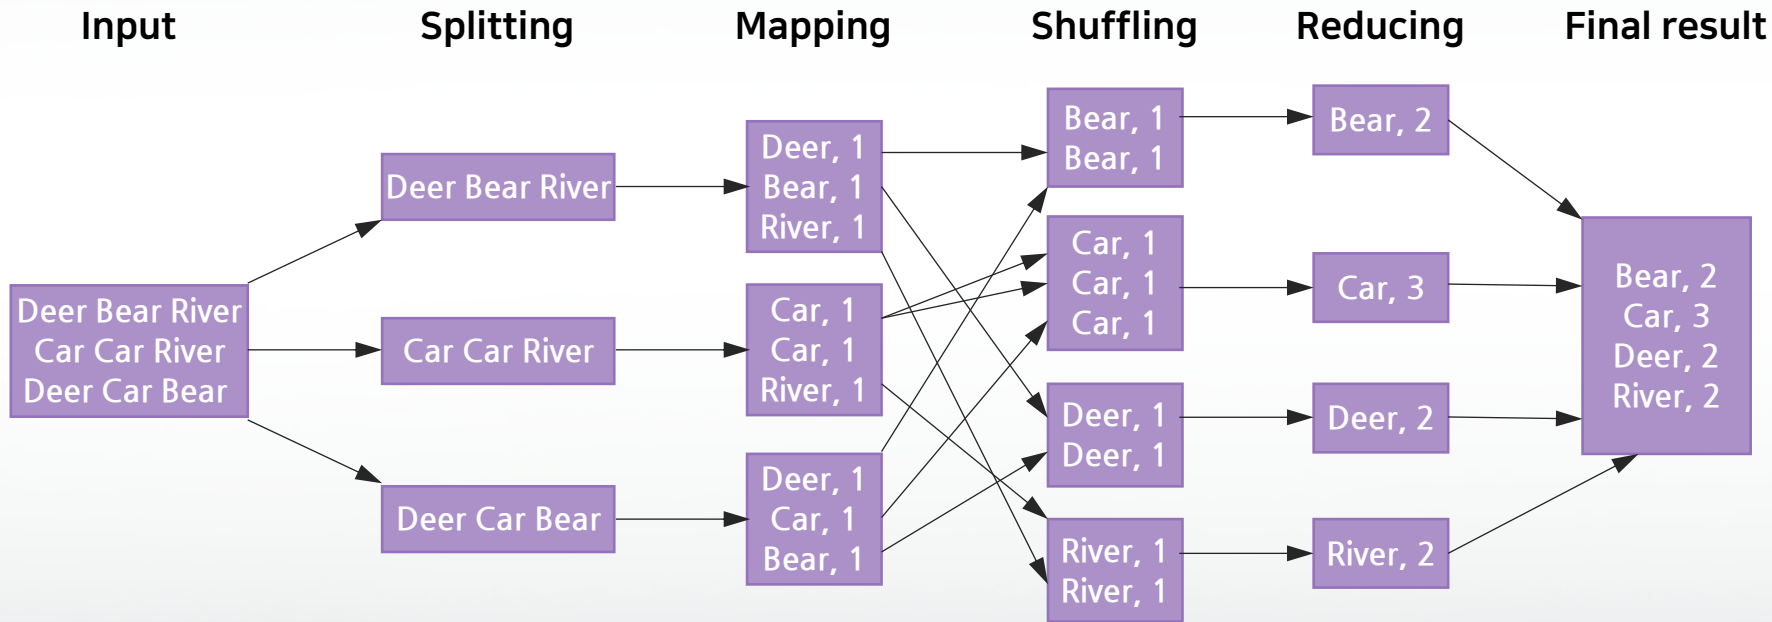 Input
Splitting
Mapping
Shuffling
Reducing
Final result
Deer Bear River
Car Car River
Deer Car Bear
Deer Bear River
Car Car River
Deer Car Bear
Deer, 1
Bear, 1
River, 1
Car, 1
Car, 1
River, 1
Deer, 1
Car, 1
Bear, 1
Bear, 1
Bear, 1
Car, 1
Car, 1
Car, 1
Deer, 1
Deer, 1
River, 1
River, 1
Bear, 2
Car, 3
Deer, 2
River, 2
Bear, 2
Car, 3
Deer, 2
River, 2